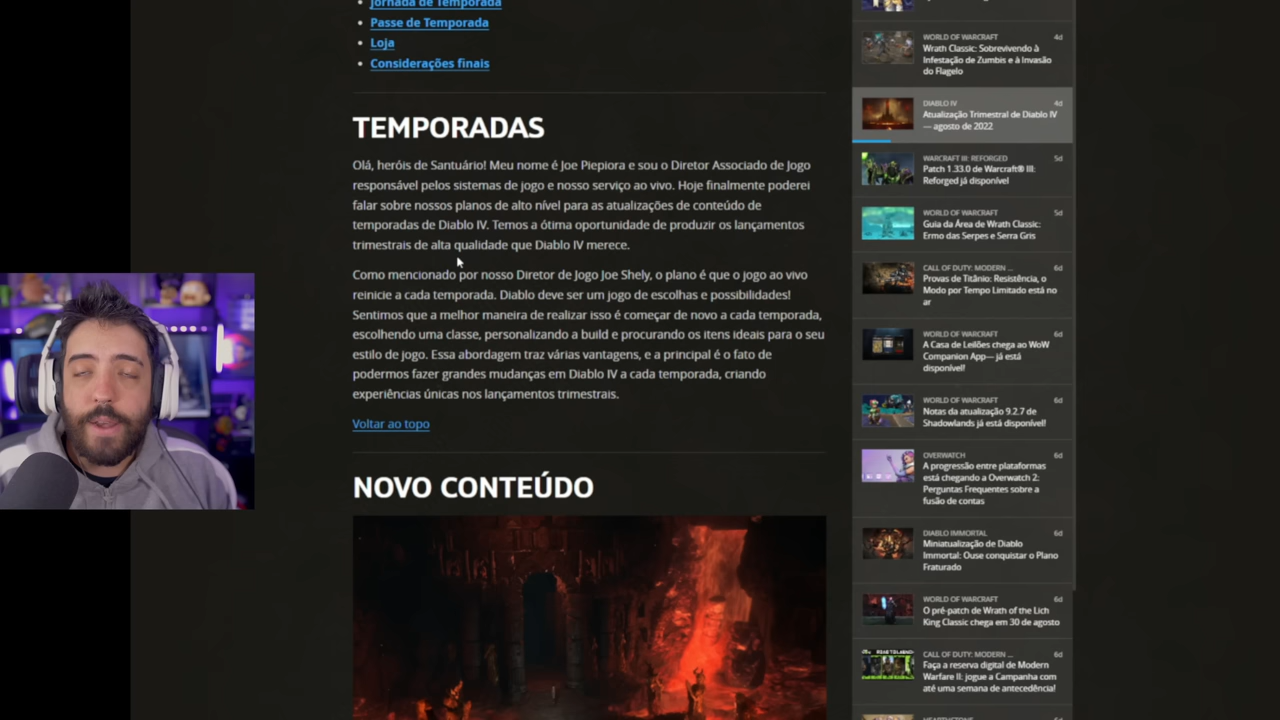 Jornada de Temporada
Passe de Temporada
Loja
Considerações finais
TEMPORADAS
Olá, heróis de Santuário! Meu nome é Joe Piepiora e sou o Diretor Associado de Jogo
responsável pelos sistemas de jogo e nosso serviço ao vivo. Hoje finalmente poderei
falar sobre nossos planos de alto nível para as atualizações de conteúdo de
temporadas de Diablo IV. Temos a ótima oportunidade de produzir os lançamentos
trimestrais de alta qualidade que Diablo IV merece.
Como mencionado por nosso Diretor de Jogo Joe Shely, o plano é que o jogo ao vivo
reinicie a cada temporada. Diablo deve ser um jogo de escolhas e possibilidades!
Sentimos que a melhor maneira de realizar isso é começar de novo a cada temporada,
escolhendo uma classe, personalizando a build e procurando os itens ideais para o seu
estilo de jogo. Essa abordagem traz várias vantagens, e a principal é o fato de
podermos fazer grandes mudanças em Diablo IV a cada temporada, criando
experiências únicas nos lançamentos trimestrais.
Voltar ao topo
NOVO CONTEÚDO
WORLD OF WARCRAFT 4d
Wrath Classic: Sobrevivendo à
Infestação de Zumbis e à Invasão
do Flagelo
DIABLO IV 4d
Atualização Trimestral de Diablo IV
— agosto de 2022
WARCRAFT III: REFORGED 5d
Patch 1.33.0 de Warcraft® III:
Reforged já disponível
WORLD OF WARCRAFT 5d
Guia da Área de Wrath Classic:
Ermo das Serpes e Serra Gris
CALL OF DUTY: MODERN ... 6d
Provas de Titânio: Resistência, o
Modo por Tempo Limitado está no
ar
WORLD OF WARCRAFT 6d
A Casa de Leilões chega ao WoW
Companion App— já está
disponível!
WORLD OF WARCRAFT 6d
Notas da atualização 9.2.7 de
Shadowlands já está disponível!
OVERWATCH 6d
A progressão entre plataformas
está chegando a Overwatch 2:
Perguntas Frequentes sobre a
fusão de contas
DIABLO IMMORTAL 6d
Miniatualização de Diablo
Immortal: Ouse conquistar o Plano
Fraturado
WORLD OF WARCRAFT 6d
O pré-patch de Wrath of the Lich
King Classic chega em 30 de agosto
CALL OF DUTY: MODERN ... 6d
Faça a reserva digital de Modern
Warfare II: jogue a Campanha com
até uma semana de antecedência!